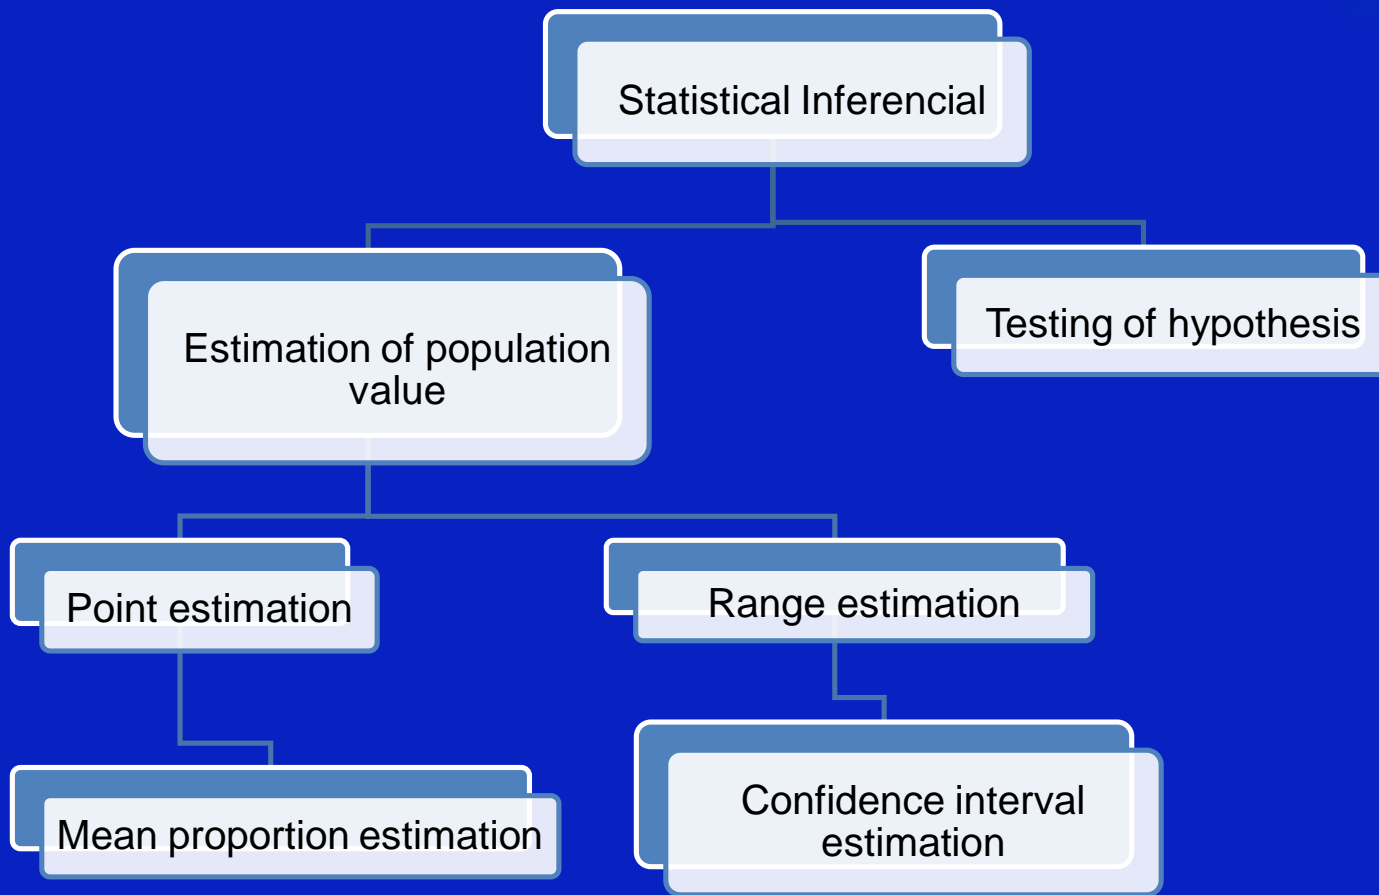 Statistical Inferencial
Estimation of population
value
Testing of hypothesis
Point estimation
Range estimation
Mean proportion estimation
Confidence interval
estimation